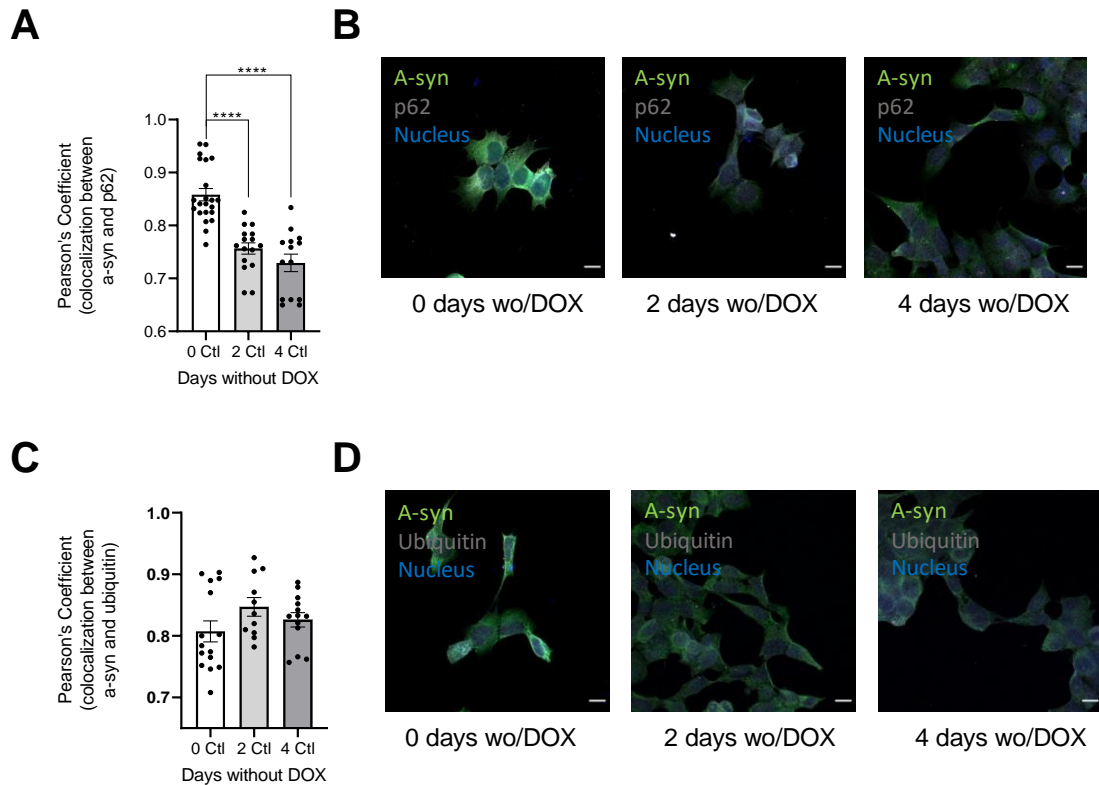 A
Pearson's Coefficient
(colocalization between
a-syn and p62)
1.0
0.9
0.8
0.7
0.6
****
****
0 Ctl 2 Ctl 4 Ctl
Days without DOX
B
A-syn
p62
Nucleus
0 days wo/DOX
A-syn
p62
Nucleus
2 days wo/DOX
A-syn
p62
Nucleus
4 days wo/DOX
C
Pearson's Coefficient
(colocalization between
a-syn and ubiquitin)
1.0
0.9
0.8
0.7
0 Ctl 2 Ctl 4 Ctl
Days without DOX
D
A-syn
Ubiquitin
Nucleus
0 days wo/DOX
A-syn
Ubiquitin
Nucleus
2 days wo/DOX
A-syn
Ubiquitin
Nucleus
4 days wo/DOX